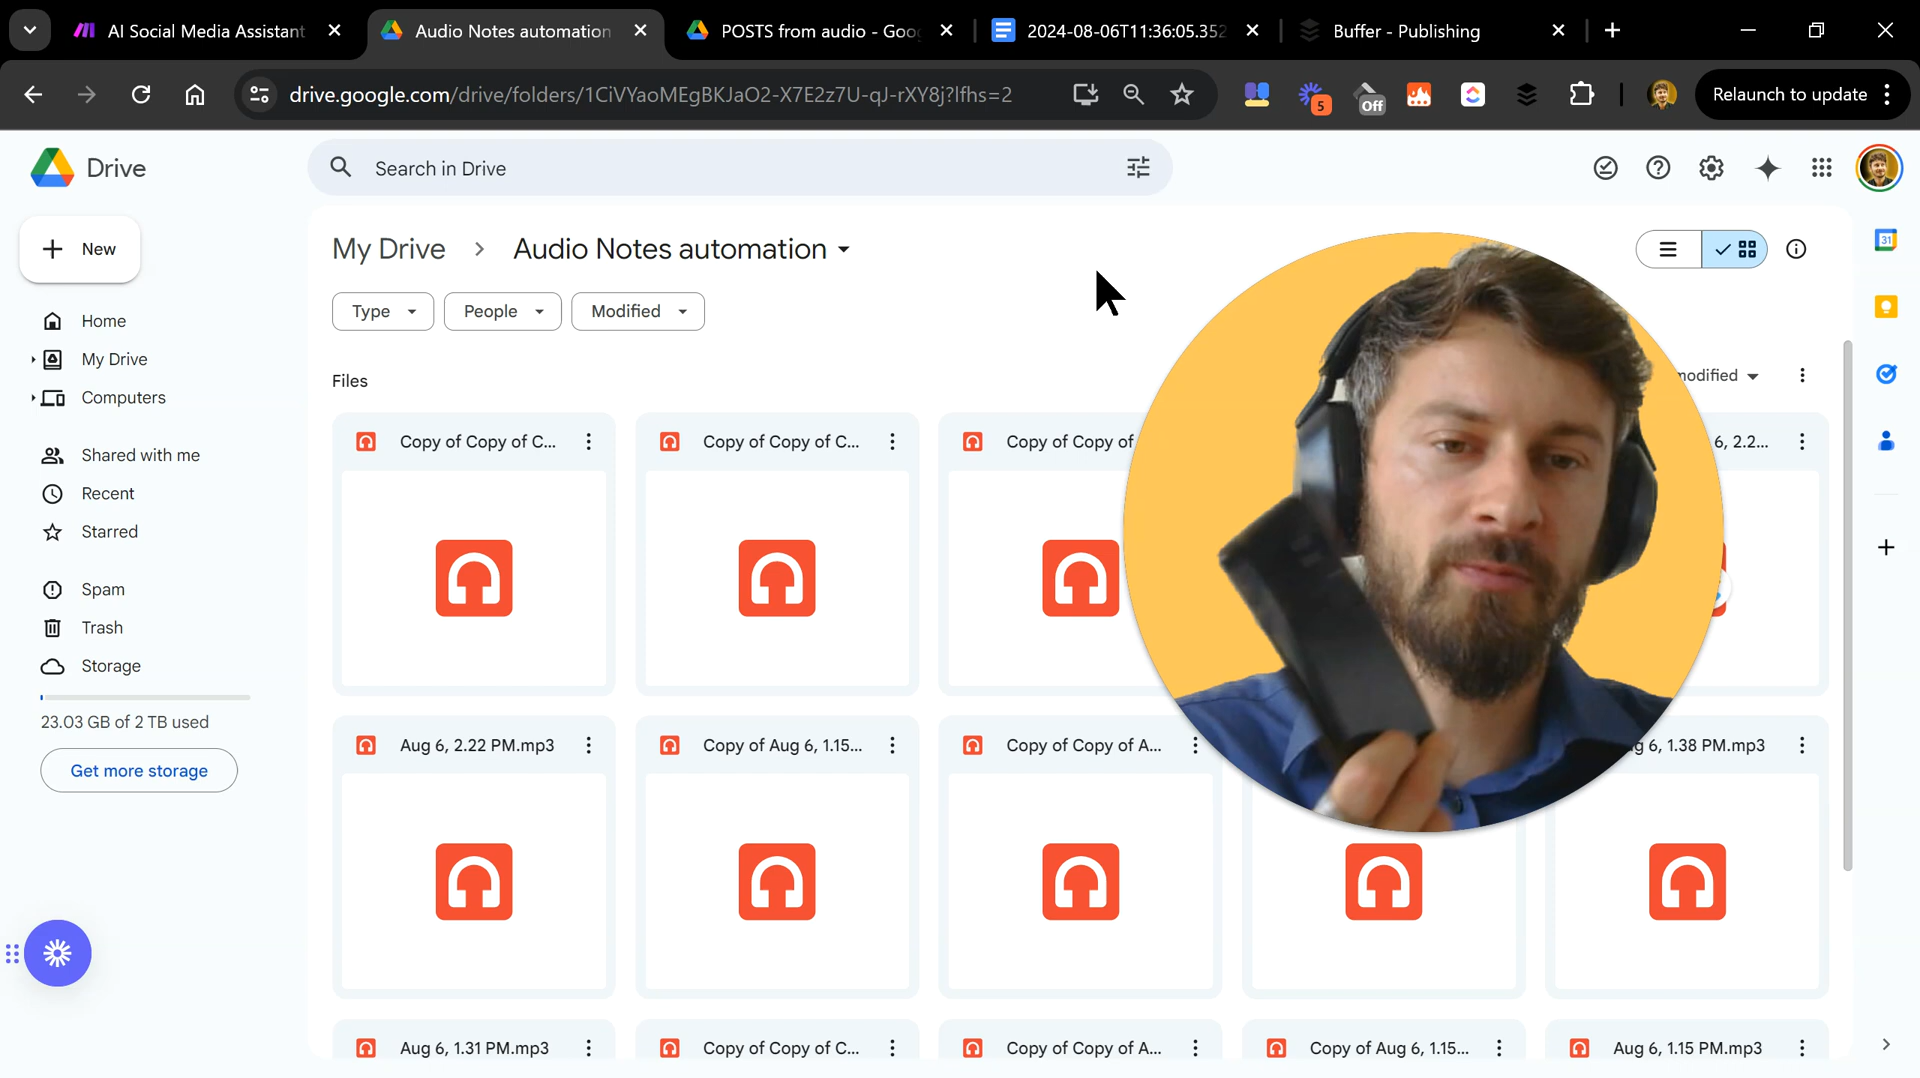 AI Social Media Assistant
Audio Notes automation
POSTS from audio - Goo
2024-08-06T11:36:05.352
Buffer - Publishing
drive.google.com/drive/folders/1CiVYaoMEgBKJaO2-X7E2z7U-qJ-rXY8j?lfhs=2
5
Off
Relaunch to update
Drive
Search in Drive
New
My Drive
Audio Notes automation
31
Type
People
Modified
Home
My Drive
Computers
Files
modified
Shared with me
Recent
Starred
Copy of Copy of C...
Copy of Copy of C...
Copy of Copy of
6, 2.2...
Spam
Trash
Storage
23.03 GB of 2 TB used
Get more storage
Aug 6, 2.22 PM.mp3
Copy of Aug 6, 1.15...
Copy of Copy of A...
g 6, 1.38 PM.mp3
Aug 6, 1.31 PM.mp3
Copy of Copy of C...
Copy of Copy of A...
Copy of Aug 6, 1.15...
Aug 6, 1.15 PM.mp3